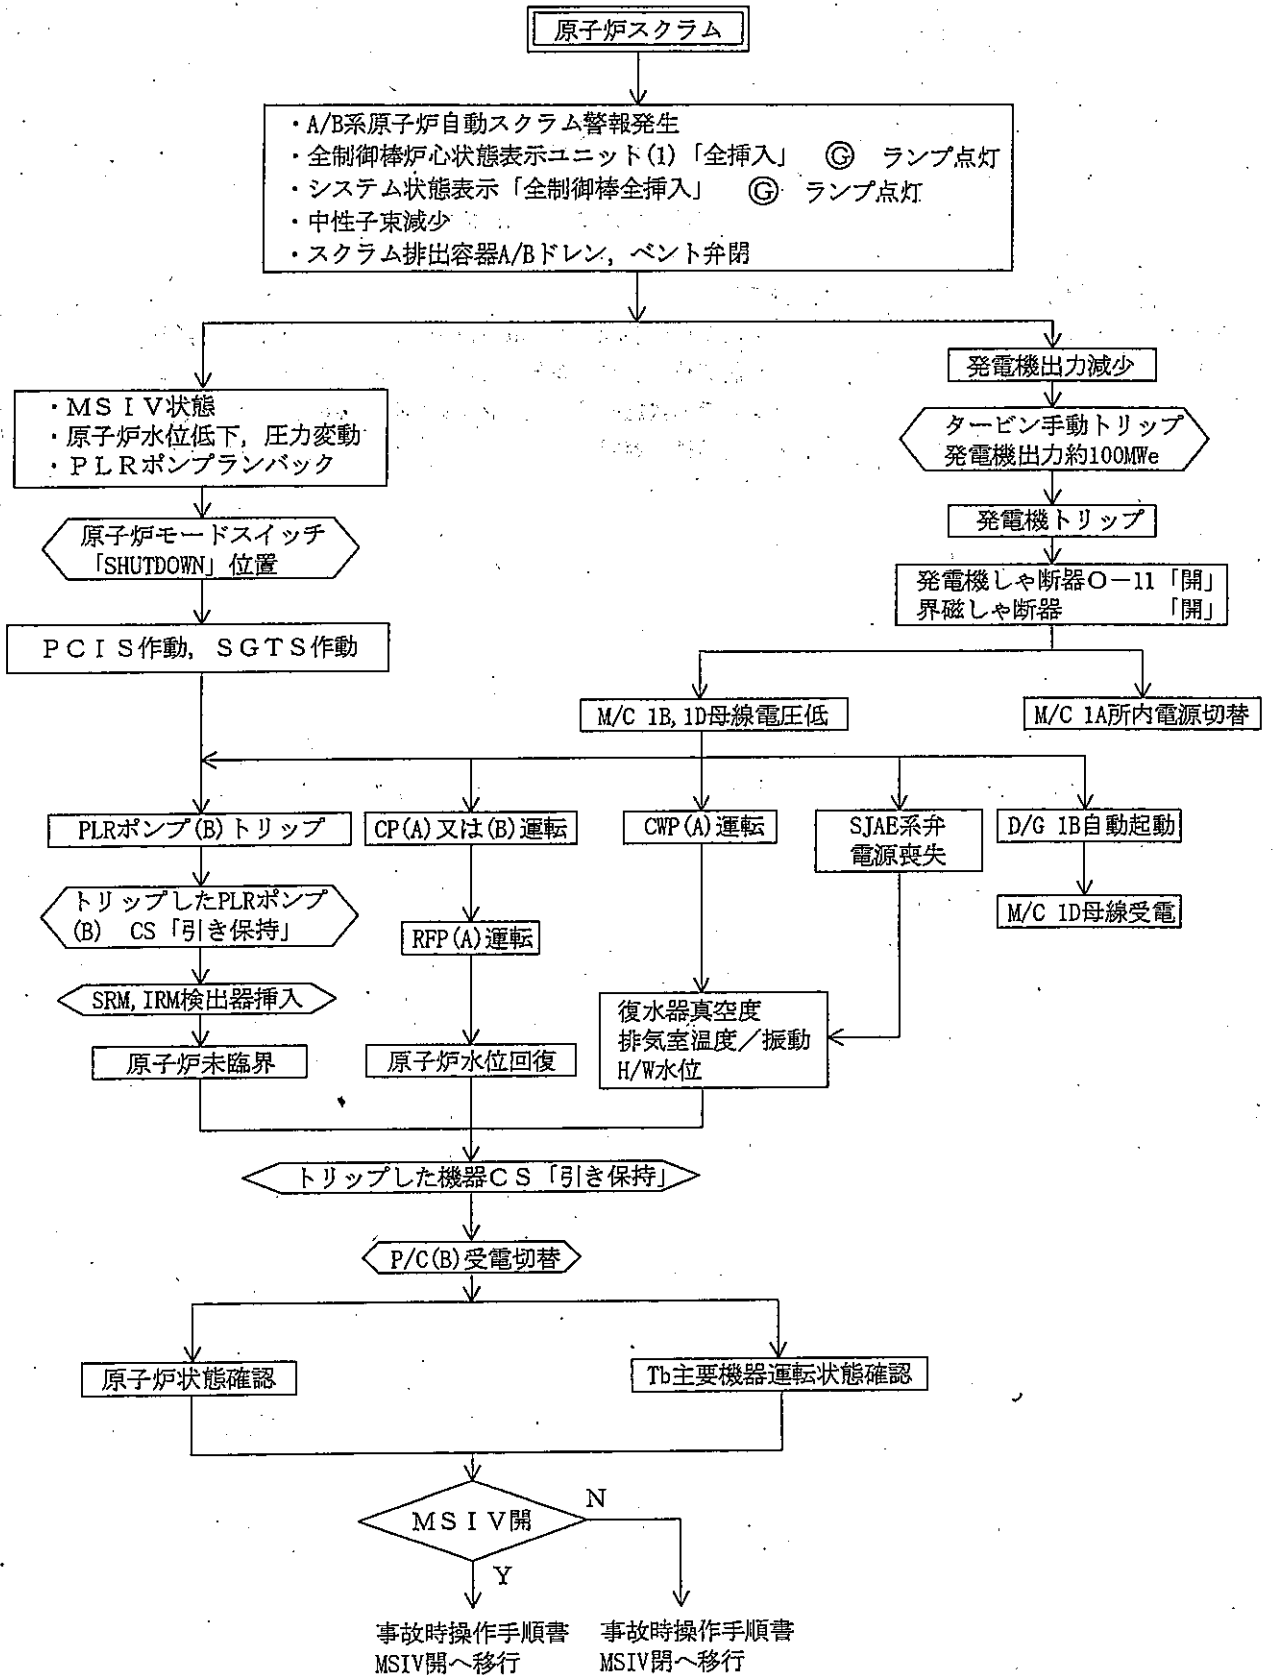 原子炉スクラム
・A/B系原子炉自動スクラム警報発生
・全制御棒炉心状態表示ユニット(1)「全挿入」 Ⓖ ランプ点灯
・システム状態表示「全制御棒全挿入」 Ⓖ ランプ点灯
・中性子束減少
・スクラム排出容器A/Bドレン，ベント弁閉
・ＭＳＩＶ状態
・原子炉水位低下，圧力変動
・ＰＬＲポンプランバック
原子炉モードスイッチ
「SHUTDOWN」位置
ＰＣＩＳ作動，ＳＧＴＳ作動
発電機出力減少
タービン手動トリップ
発電機出力約100MWe
発電機トリップ
発電機しゃ断器Ｏ－11「開」
界磁しゃ断器 「開」
M/C 1B,1D母線電圧低
M/C 1A所内電源切替
PLRポンプ(B)トリップ
CP(A)又は(B)運転
CWP(A)運転
SJAE系弁
電源喪失
D/G 1B自動起動
トリップしたPLRポンプ
(B) CS「引き保持」
RFP(A)運転
M/C 1D母線受電
SRM,IRM検出器挿入
復水器真空度
排気室温度／振動
H/W水位
原子炉未臨界
原子炉水位回復
トリップした機器ＣＳ「引き保持」
P/C(B)受電切替
原子炉状態確認
Tb主要機器運転状態確認
ＭＳＩＶ開
N
Y
事故時操作手順書
MSIV開へ移行
事故時操作手順書
MSIV閉へ移行